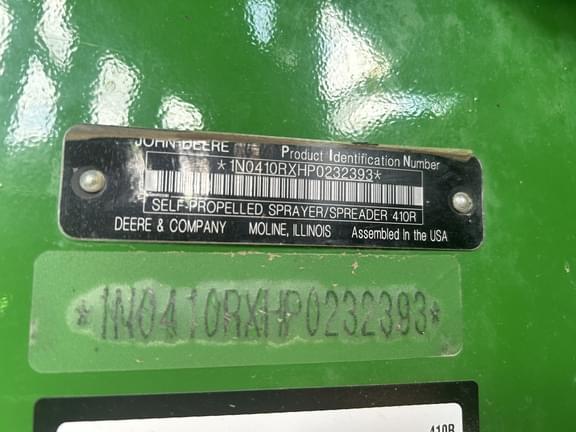 JOHN DEERE Product Identification Number
*1N0410RXHP0232393*
SELF-PROPELLED SPRAYER/SPREADER 410R
DEERE & COMPANY MOLINE, ILLINOIS Assembled In the USA
*1N0410RXHP0232393*
410R